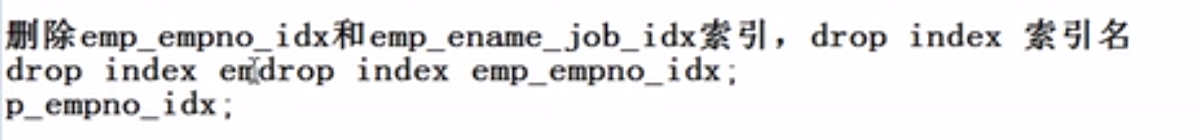 删除emp_empno_idx和emp_ename_job_idx索引，drop index 索引名
drop index emdrop index emp_empno_idx;
p_empno_idx;